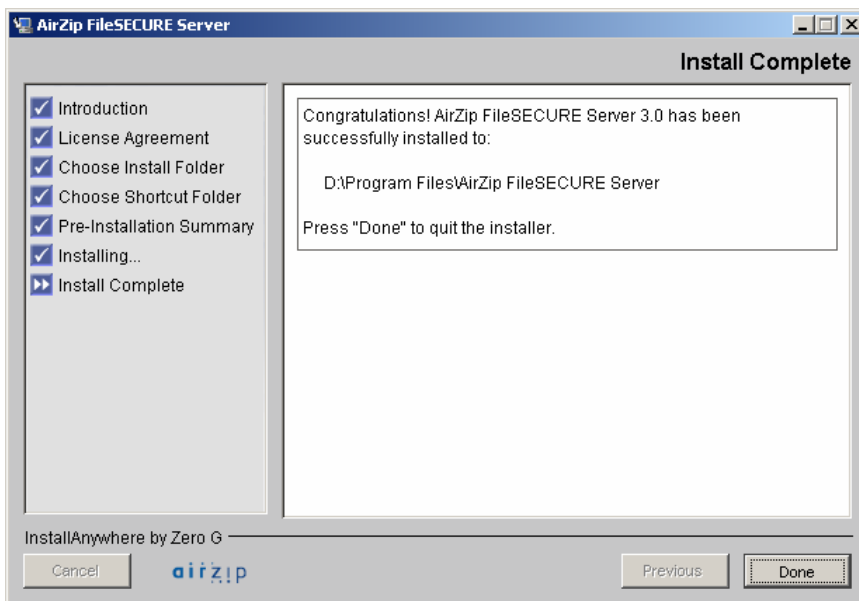 AirZip FileSECURE Server
Install Complete
Introduction
License Agreement
Choose Install Folder
Choose Shortcut Folder
Pre-Installation Summary
Installing...
Install Complete
Congratulations! AirZip FileSECURE Server 3.0 has been
successfully installed to:
D:\Program Files\AirZip FileSECURE Server
Press "Done" to quit the installer.
InstallAnywhere by Zero G
Cancel
airzip
Previous
Done